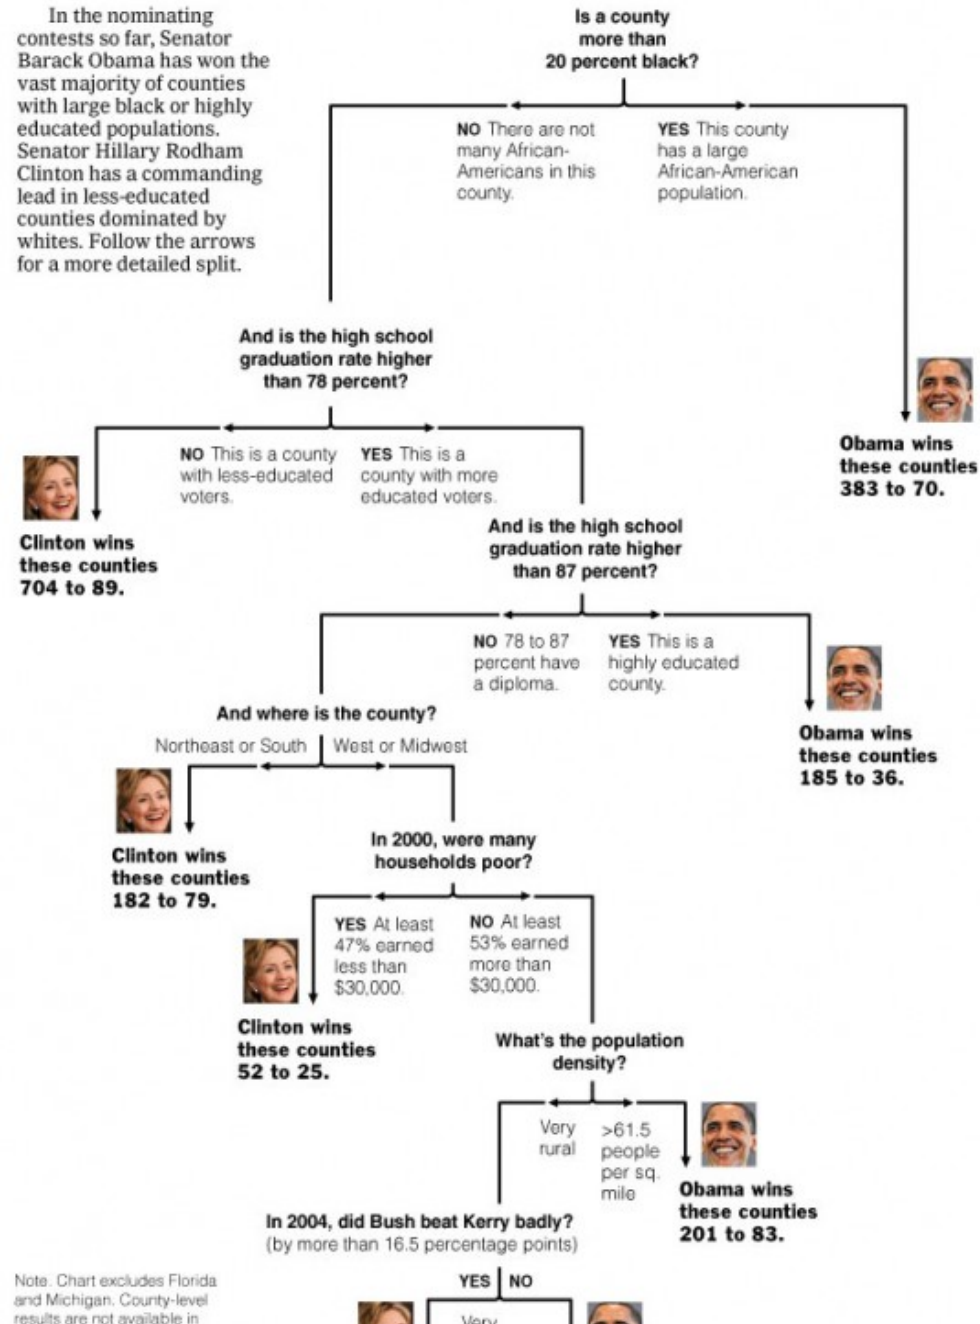 In the nominating
contests so far, Senator
Barack Obama has won the
vast majority of counties
with large black or highly
educated populations.
Senator Hillary Rodham
Clinton has a commanding
lead in less-educated
counties dominated by
whites. Follow the arrows
for a more detailed split.
Is a county
more than
20 percent black?
NO There are not
many African-
Americans in this
county.
YES This county
has a large
African-American
population.
And is the high school
graduation rate higher
than 78 percent?
NO This is a county
with less-educated
voters.
YES This is a
county with more
educated voters.
Obama wins
these counties
383 to 70.
Clinton wins
these counties
704 to 89.
And is the high school
graduation rate higher
than 87 percent?
NO 78 to 87
percent have
a diploma.
YES This is a
highly educated
county.
And where is the county?
Northeast or South
West or Midwest
Obama wins
these counties
185 to 36.
Clinton wins
these counties
182 to 79.
In 2000, were many
households poor?
YES At least
47% earned
less than
$30,000.
NO At least
53% earned
more than
$30,000.
Clinton wins
these counties
52 to 25.
What's the population
density?
Very
rural
>61.5
people
per sq.
mile
Obama wins
these counties
201 to 83.
In 2004, did Bush beat Kerry badly?
(by more than 16.5 percentage points)
YES NO
Note. Chart excludes Florida
and Michigan. County-level
results are not available in
Very